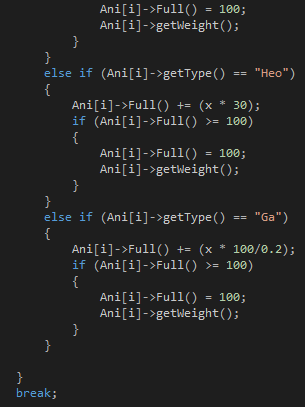 Ani[i]->Full() = 100;
Ani[i]->getWeight();
}
}
else if (Ani[i]->getType() == "Heo")
{
Ani[i]->Full() += (x * 30);
if (Ani[i]->Full() >= 100)
{
Ani[i]->Full() = 100;
Ani[i]->getWeight();
}
}
else if (Ani[i]->getType() == "Ga")
{
Ani[i]->Full() += (x * 100/0.2);
if (Ani[i]->Full() >= 100)
{
Ani[i]->Full() = 100;
Ani[i]->getWeight();
}
}
}
break;